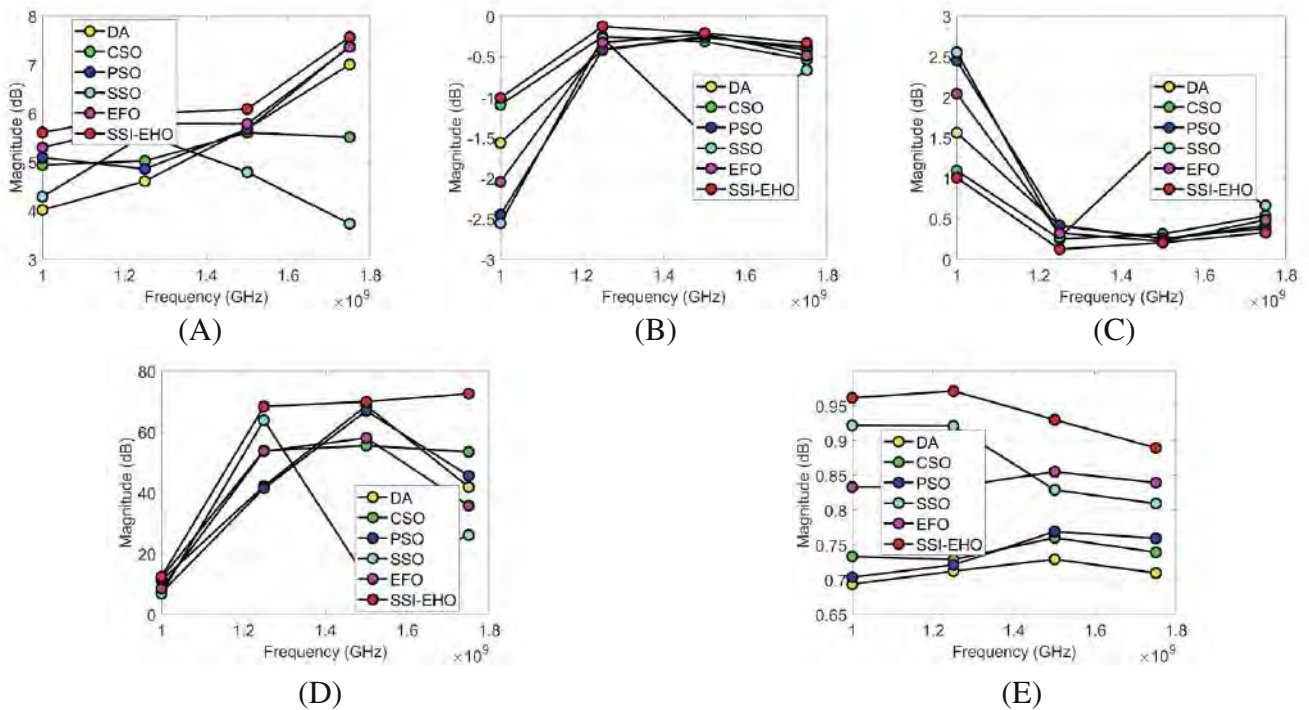 8
7
6
5
4
3
Magnitude (dB)
DA
CSO
PSO
SSO
EFO
SSI-EHO
1
1.2
1.4
1.6
1.8
Frequency (GHz)
×10⁹
(A)
0
-0.5
-1
-1.5
-2
-2.5
-3
Magnitude (dB)
DA
CSO
PSO
SSO
EFO
SSI-EHO
1
1.2
1.4
1.6
1.8
Frequency (GHz)
×10⁹
(B)
3
2.5
2
1.5
1
0.5
0
Magnitude (dB)
DA
CSO
PSO
SSO
EFO
SSI-EHO
1
1.2
1.4
1.6
1.8
Frequency (GHz)
×10⁹
(C)
80
60
40
20
0
Magnitude (dB)
DA
CSO
PSO
SSO
EFO
SSI-EHO
1
1.2
1.4
1.6
1.8
Frequency (GHz)
×10⁹
(D)
0.95
0.9
0.85
0.8
0.75
0.7
0.65
Magnitude (dB)
DA
CSO
PSO
SSO
EFO
SSI-EHO
1
1.2
1.4
1.6
1.8
Frequency (GHz)
×10⁹
(E)